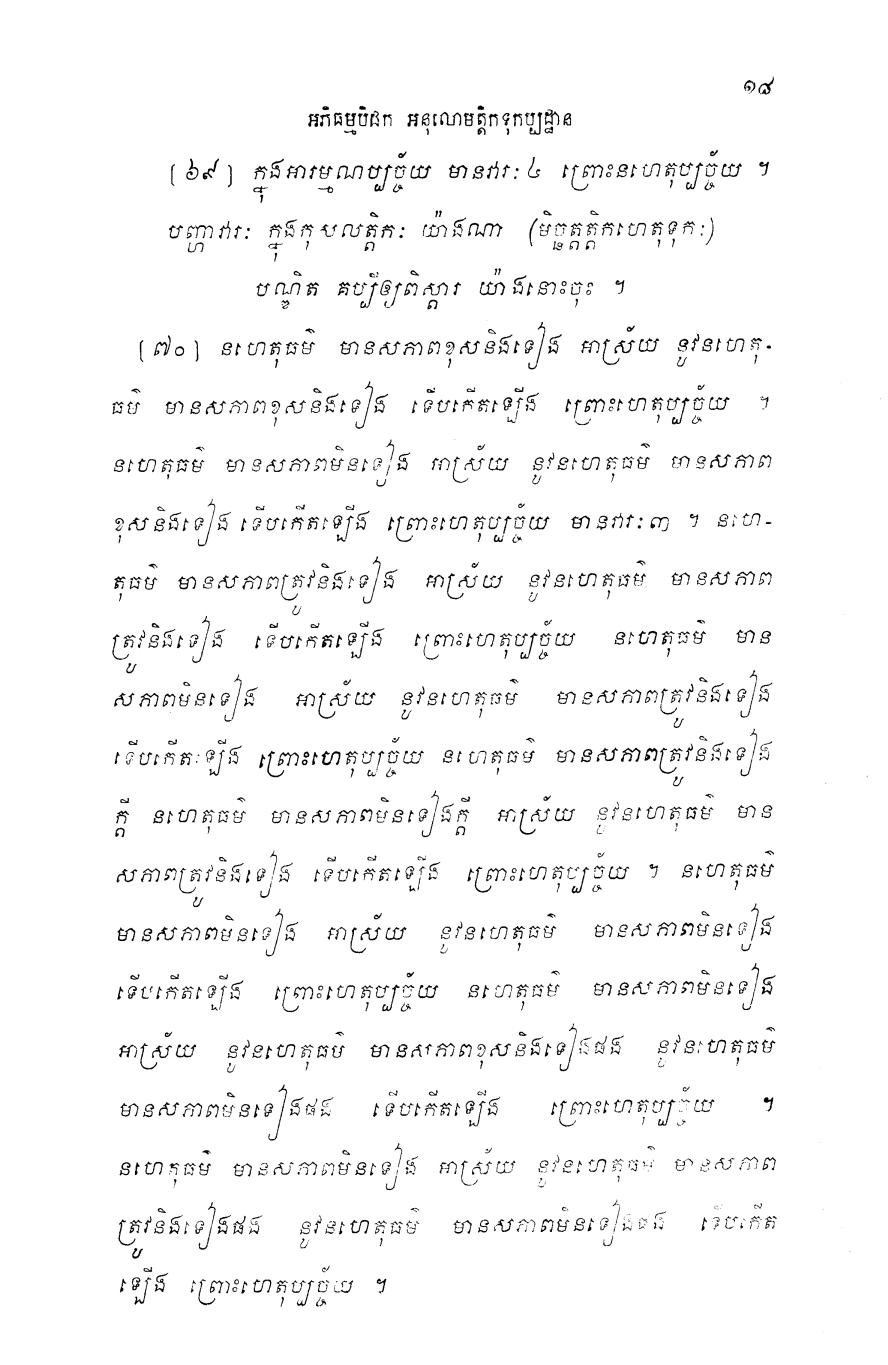 ១៨
អភិធម្មបិដក អនុលោមត្តិកទុកប្បដ្ឋាន
[៦៩] ក្នុងអារម្មណប្បច្ច័យ មានវារៈ ៤ ព្រោះនហេតុប្បច្ច័យ ។
បញ្ហាវារៈ ក្នុងកុសលត្តិកៈ យ៉ាងណា (មិច្ឆត្តត្តិកហេតុទុកៈ)
បណ្ឌិត គប្បីឲ្យពិស្តារ យ៉ាងនោះចុះ ។
[៧០] នហេតុធម៌ មានសភាពខុសនិងទៀង អាស្រ័យ នូវនហេតុ-
ធម៌ មានសភាពខុសនិងទៀង ទើបកើតឡើង ព្រោះហេតុប្បច្ច័យ ។
នហេតុធម៌ មានសភាពមិនទៀង អាស្រ័យ នូវនហេតុធម៌ មានសភាព
ខុសនិងទៀង ទើបកើតឡើង ព្រោះហេតុប្បច្ច័យ មានវារៈ៣ ។ នហេ-
តុធម៌ មានសភាពត្រូវនិងទៀង អាស្រ័យ នូវនហេតុធម៌ មានសភាព
ត្រូវនិងទៀង ទើបកើតឡើង ព្រោះហេតុប្បច្ច័យ នហេតុធម៌ មាន
សភាពមិនទៀង អាស្រ័យ នូវនហេតុធម៌ មានសភាពត្រូវនិងទៀង
ទើបកើតឡើង ព្រោះហេតុប្បច្ច័យ នហេតុធម៌ មានសភាពត្រូវនិងទៀង
ក្តី នហេតុធម៌ មានសភាពមិនទៀងក្តី អាស្រ័យ នូវនហេតុធម៌ មាន
សភាពត្រូវនិងទៀង ទើបកើតឡើង ព្រោះហេតុប្បច្ច័យ ។ នហេតុធម៌
មានសភាពមិនទៀង អាស្រ័យ នូវនហេតុធម៌ មានសភាពមិនទៀង
ទើបកើតឡើង ព្រោះហេតុប្បច្ច័យ នហេតុធម៌ មានសភាពមិនទៀង
អាស្រ័យ នូវនហេតុធម៌ មានសភាពខុសនិងទៀងផង នូវនហេតុធម៌
មានសភាពមិនទៀងផង ទើបកើតឡើង ព្រោះហេតុប្បច្ច័យ ។
នហេតុធម៌ មានសភាពមិនទៀង អាស្រ័យ នូវនហេតុធម៌ មានសភាព
ត្រូវនិងទៀងផង នូវនហេតុធម៌ មានសភាពមិនទៀងផង ទើបកើត
ឡើង ព្រោះហេតុប្បច្ច័យ ។